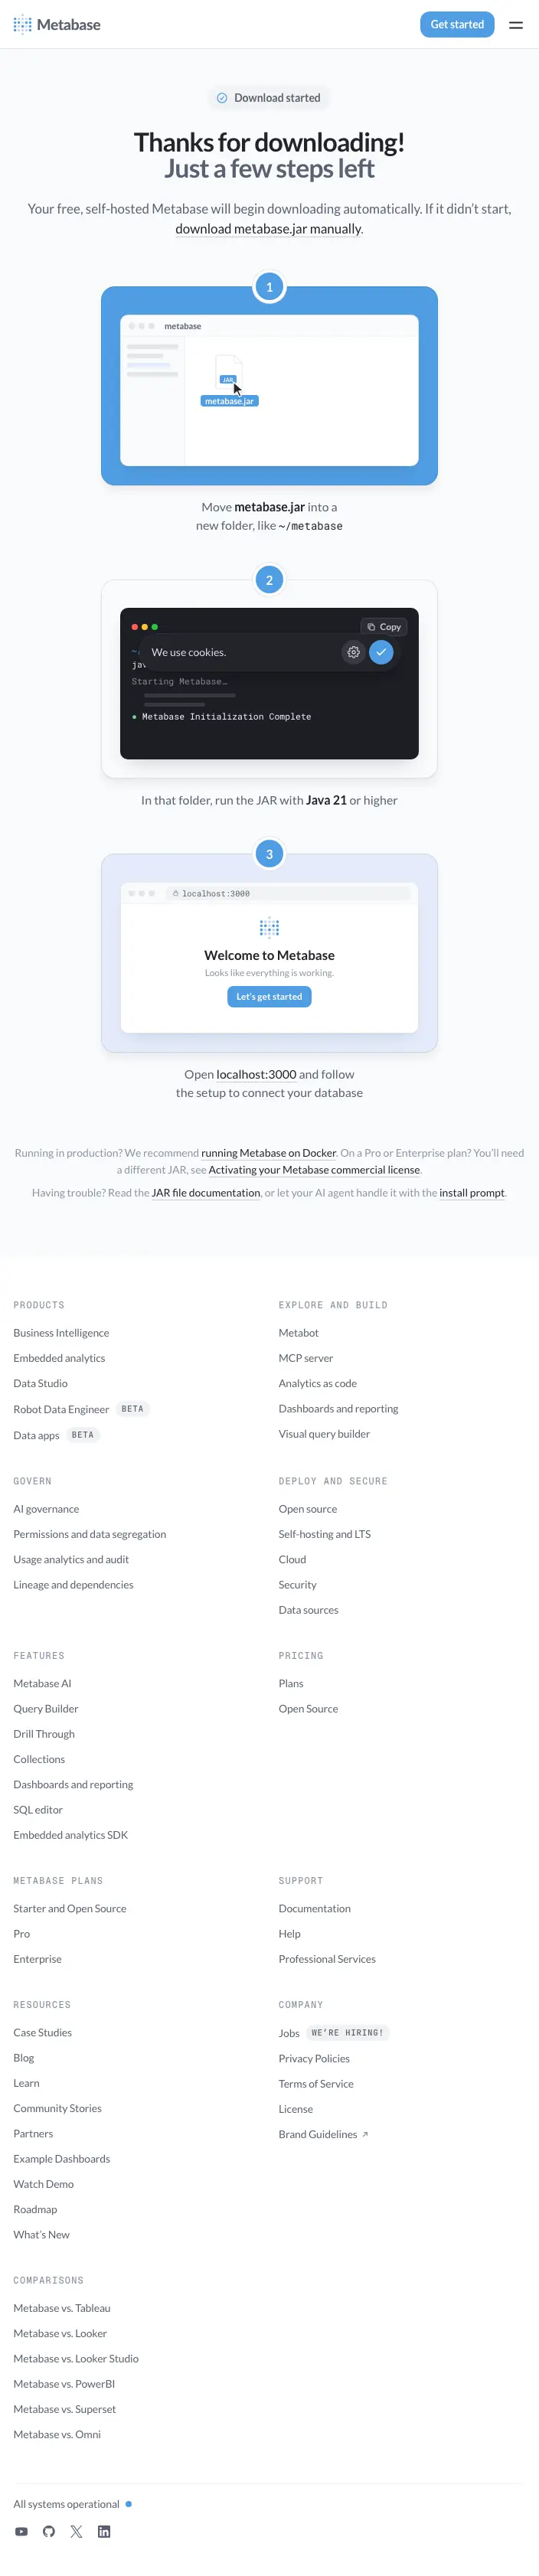 Metabase
Get started
Download started
Thanks for downloading!
Just a few steps left
Your free, self-hosted Metabase will begin downloading automatically. If it didn’t start,
download metabase.jar manually.
1
metabase
JAR
metabase.jar
Move metabase.jar into a
new folder, like ~/metabase
2
Copy
We use cookies.
Starting Metabase…
Metabase Initialization Complete
In that folder, run the JAR with Java 21 or higher
3
localhost:3000
Welcome to Metabase
Looks like everything is working.
Let’s get started
Open localhost:3000 and follow
the setup to connect your database
Running in production? We recommend running Metabase on Docker. On a Pro or Enterprise plan? You’ll need
a different JAR, see Activating your Metabase commercial license.
Having trouble? Read the JAR file documentation, or let your AI agent handle it with the install prompt.
PRODUCTS
Business Intelligence
Embedded analytics
Data Studio
Robot Data Engineer BETA
Data apps BETA
EXPLORE AND BUILD
Metabot
MCP server
Analytics as code
Dashboards and reporting
Visual query builder
GOVERN
AI governance
Permissions and data segregation
Usage analytics and audit
Lineage and dependencies
DEPLOY AND SECURE
Open source
Self-hosting and LTS
Cloud
Security
Data sources
FEATURES
Metabase AI
Query Builder
Drill Through
Collections
Dashboards and reporting
SQL editor
Embedded analytics SDK
PRICING
Plans
Open Source
METABASE PLANS
Starter and Open Source
Pro
Enterprise
SUPPORT
Documentation
Help
Professional Services
RESOURCES
Case Studies
Blog
Learn
Community Stories
Partners
Example Dashboards
Watch Demo
Roadmap
What’s New
COMPANY
Jobs WE’RE HIRING!
Privacy Policies
Terms of Service
License
Brand Guidelines ↗
COMPARISONS
Metabase vs. Tableau
Metabase vs. Looker
Metabase vs. Looker Studio
Metabase vs. PowerBI
Metabase vs. Superset
Metabase vs. Omni
All systems operational